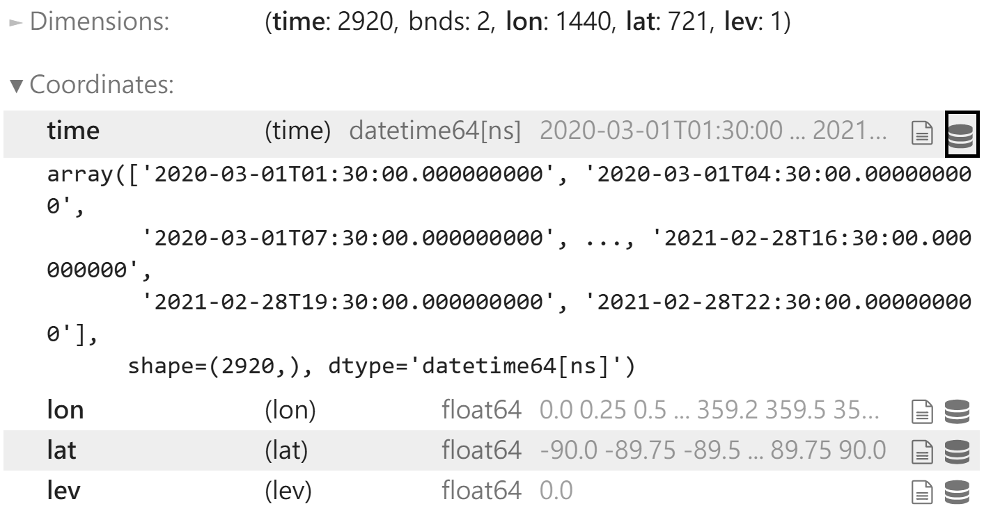 ► Dimensions: (time: 2920, bnds: 2, lon: 1440, lat: 721, lev: 1)
▼ Coordinates:
time (time) datetime64[ns] 2020-03-01T01:30:00 ... 2021...
array(['2020-03-01T01:30:00.000000000', '2020-03-01T04:30:00.00000000
0',
'2020-03-01T07:30:00.000000000', ..., '2021-02-28T16:30:00.000
000000',
'2021-02-28T19:30:00.000000000', '2021-02-28T22:30:00.00000000
0'],
shape=(2920,), dtype='datetime64[ns]')
lon (lon) float64 0.0 0.25 0.5 ... 359.2 359.5 35...
lat (lat) float64 -90.0 -89.75 -89.5 ... 89.75 90.0
lev (lev) float64 0.0